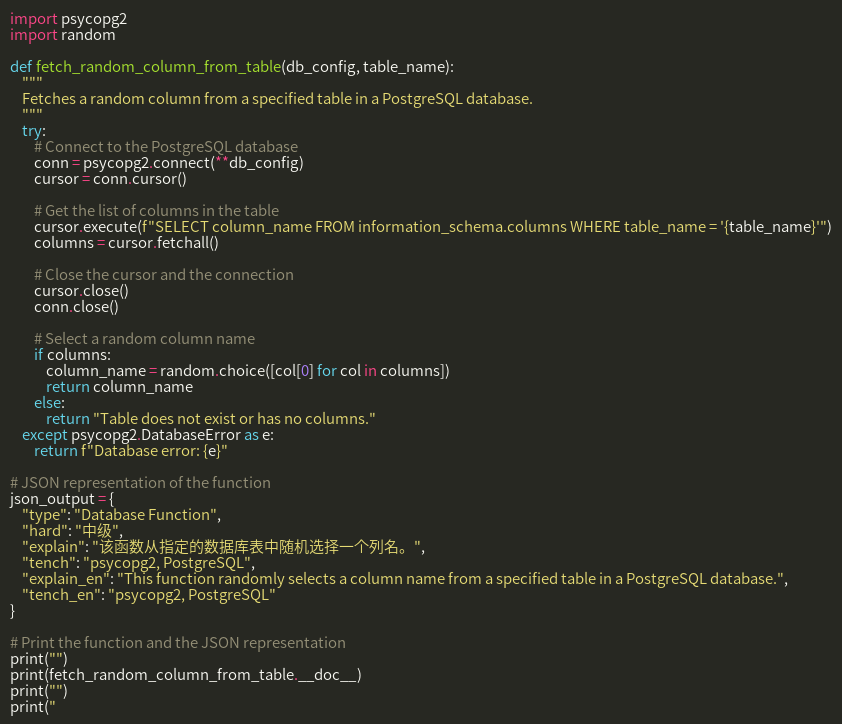 import psycopg2
import random
def fetch_random_column_from_table(db_config, table_name):
"""
Fetches a random column from a specified table in a PostgreSQL database.
"""
try:
# Connect to the PostgreSQL database
conn = psycopg2.connect(**db_config)
cursor = conn.cursor()
# Get the list of columns in the table
cursor.execute(f"SELECT column_name FROM information_schema.columns WHERE table_name = '{table_name}'")
columns = cursor.fetchall()
# Close the cursor and the connection
cursor.close()
conn.close()
# Select a random column name
if columns:
column_name = random.choice([col[0] for col in columns])
return column_name
else:
return "Table does not exist or has no columns."
except psycopg2.DatabaseError as e:
return f"Database error: {e}"
# JSON representation of the function
json_output = {
"type": "Database Function",
"hard": "中级",
"explain": "该函数从指定的数据库表中随机选择一个列名。",
"tench": "psycopg2, PostgreSQL",
"explain_en": "This function randomly selects a column name from a specified table in a PostgreSQL database.",
"tench_en": "psycopg2, PostgreSQL"
}
# Print the function and the JSON representation
print("")
print(fetch_random_column_from_table.__doc__)
print("")
print("